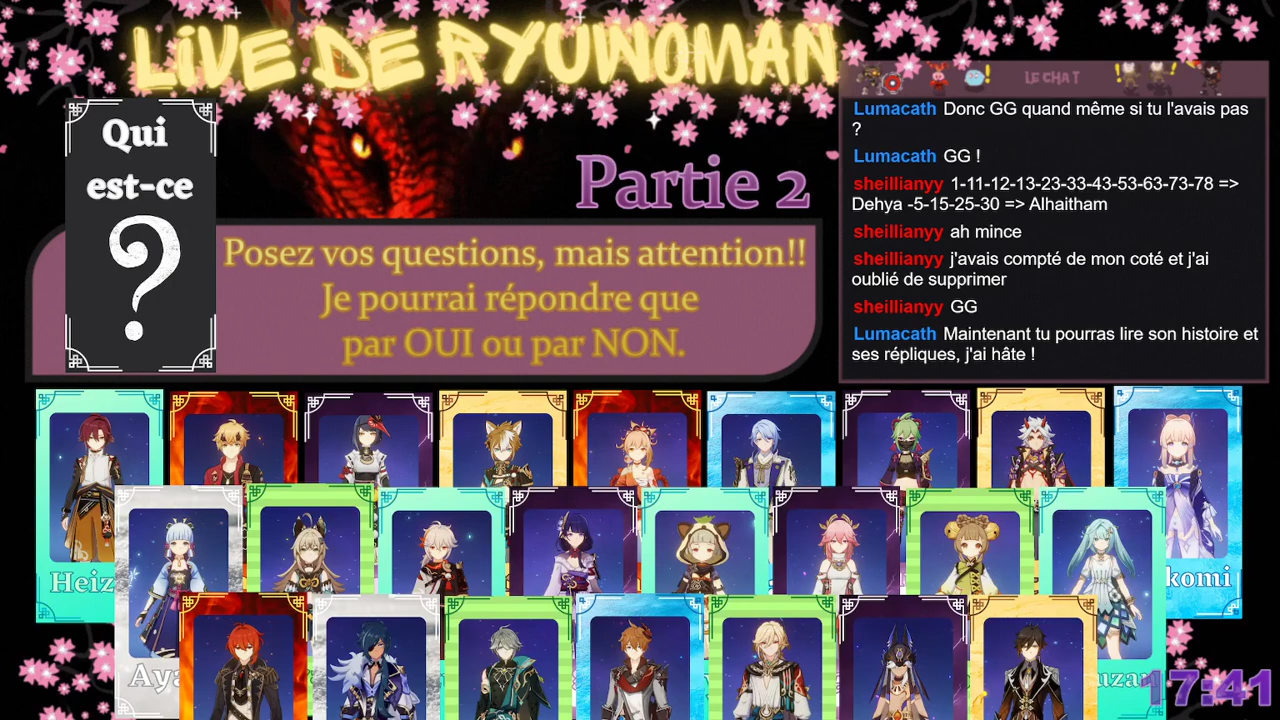 LIVE DE RYUWOMAN
LE CHAT
Qui
est-ce
?
Partie 2
Posez vos questions, mais attention!!
Je pourrai répondre que
par OUI ou par NON.
Lumacath Donc GG quand même si tu l'avais pas
?
Lumacath GG !
sheillianyy 1-11-12-13-23-33-43-53-63-73-78 =>
Dehya -5-15-25-30 => Alhaitham
sheillianyy ah mince
sheillianyy j'avais compté de mon coté et j'ai
oublié de supprimer
sheillianyy GG
Lumacath Maintenant tu pourras lire son histoire et
ses répliques, j'ai hâte !
Heiz
komi
Aya
uzan
17:41